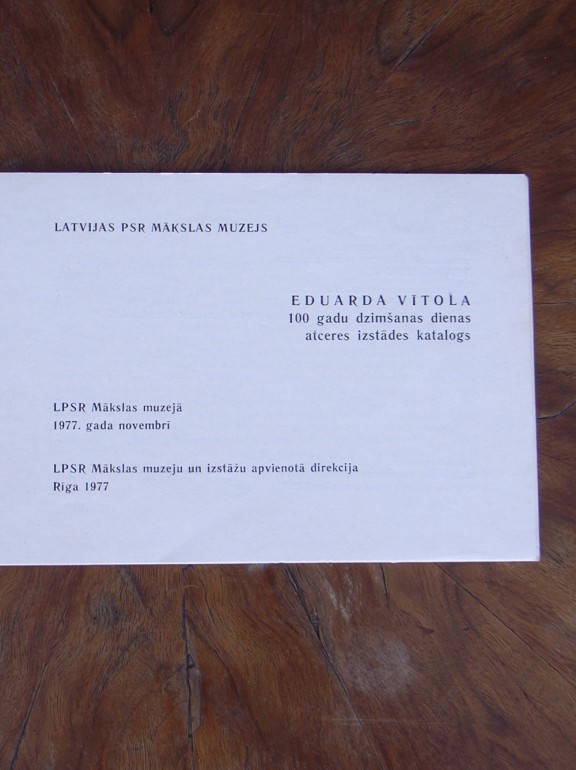 LATVIJAS PSR MĀKSLAS MUZEJS
EDUARDA VĪTOLA
100 gadu dzimšanas dienas
atceres izstādes katalogs
LPSR Mākslas muzejā
1977. gada novembrī
LPSR Mākslas muzeju un izstāžu apvienotā direkcija
Rīga 1977